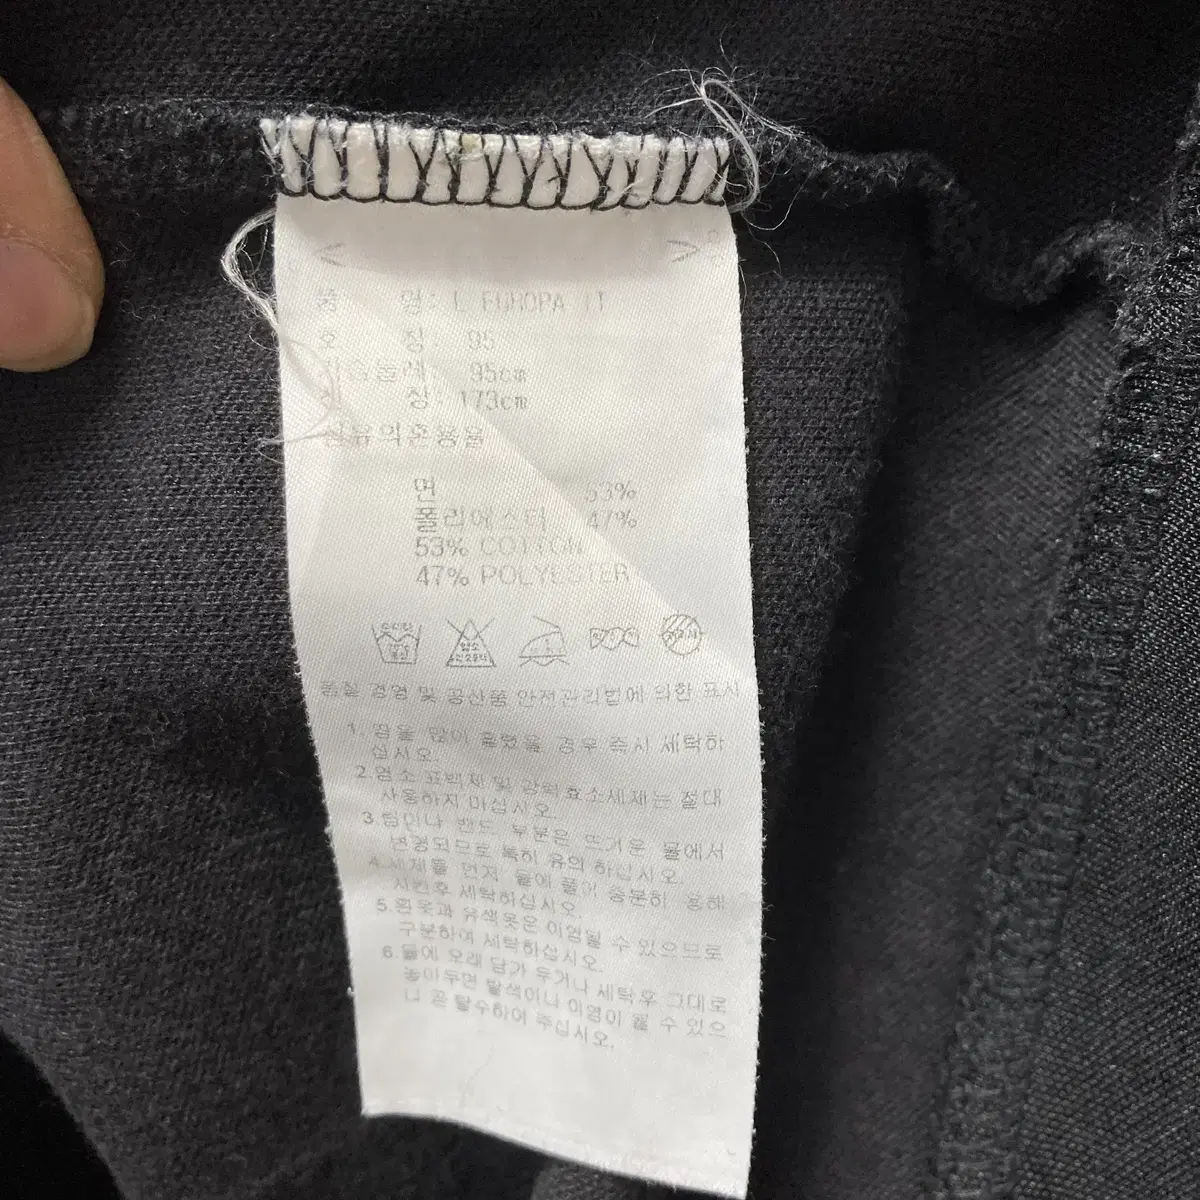 품 명: L EUROPA LT
호 칭 95
가슴둘레: 95cm
신 장: 173cm
섬유의혼용율
면 53%
폴리에스터 47%
53% COTTON
47% POLYESTER
품질 경영 및 공산품 안전관리법에 의한 표시
1. 땀을 많이 흘렸을 경우 즉시 세탁하
십시오.
2.염소 표백제 및 강력효소세제는 절대
사용하지 마십시오.
3.텀민나 밴드 부분은 뜨거운 물에서
변형되므로 특히 유의 하십시오.
4.세제를 먼저 물에 풀어 충분히 용해
시킨후 세탁하십시오.
5.흰옷과 유색옷은 이염될 수 있으므로
구분하여 세탁하십시오.
6.물에 오래 담가 두거나 세탁후 그대로
놓아두면 탈색이나 이염이 될 수 있으
니 곧 탈수하여 주십시오.